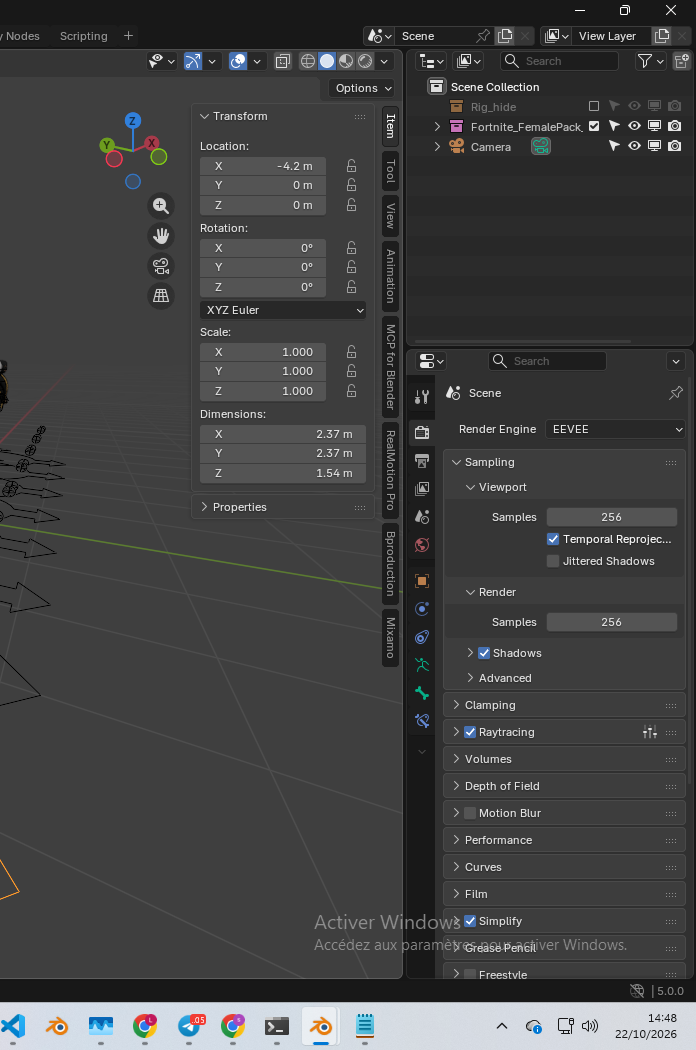 y Nodes
Scripting
Scene
View Layer
Options
Search
Scene Collection
Rig_hide
Fortnite_FemalePack_
Camera
Z
Y
X
Transform
Location:
X -4.2 m
Y 0 m
Z 0 m
Rotation:
X 0°
Y 0°
Z 0°
XYZ Euler
Scale:
X 1.000
Y 1.000
Z 1.000
Dimensions:
X 2.37 m
Y 2.37 m
Z 1.54 m
Properties
Item
Tool
View
Animation
MCP for Blender
RealMotion Pro
Bproduction
Mixamo
Search
Scene
Render Engine EEVEE
Sampling
Viewport
Samples 256
Temporal Reprojec...
Jittered Shadows
Render
Samples 256
Shadows
Advanced
Clamping
Raytracing
Volumes
Depth of Field
Motion Blur
Performance
Curves
Film
Simplify
Grease Pencil
Freestyle
Activer Windows
Accédez aux paramètres pour activer Windows.
5.0.0
L
.05
14:48
22/10/2026